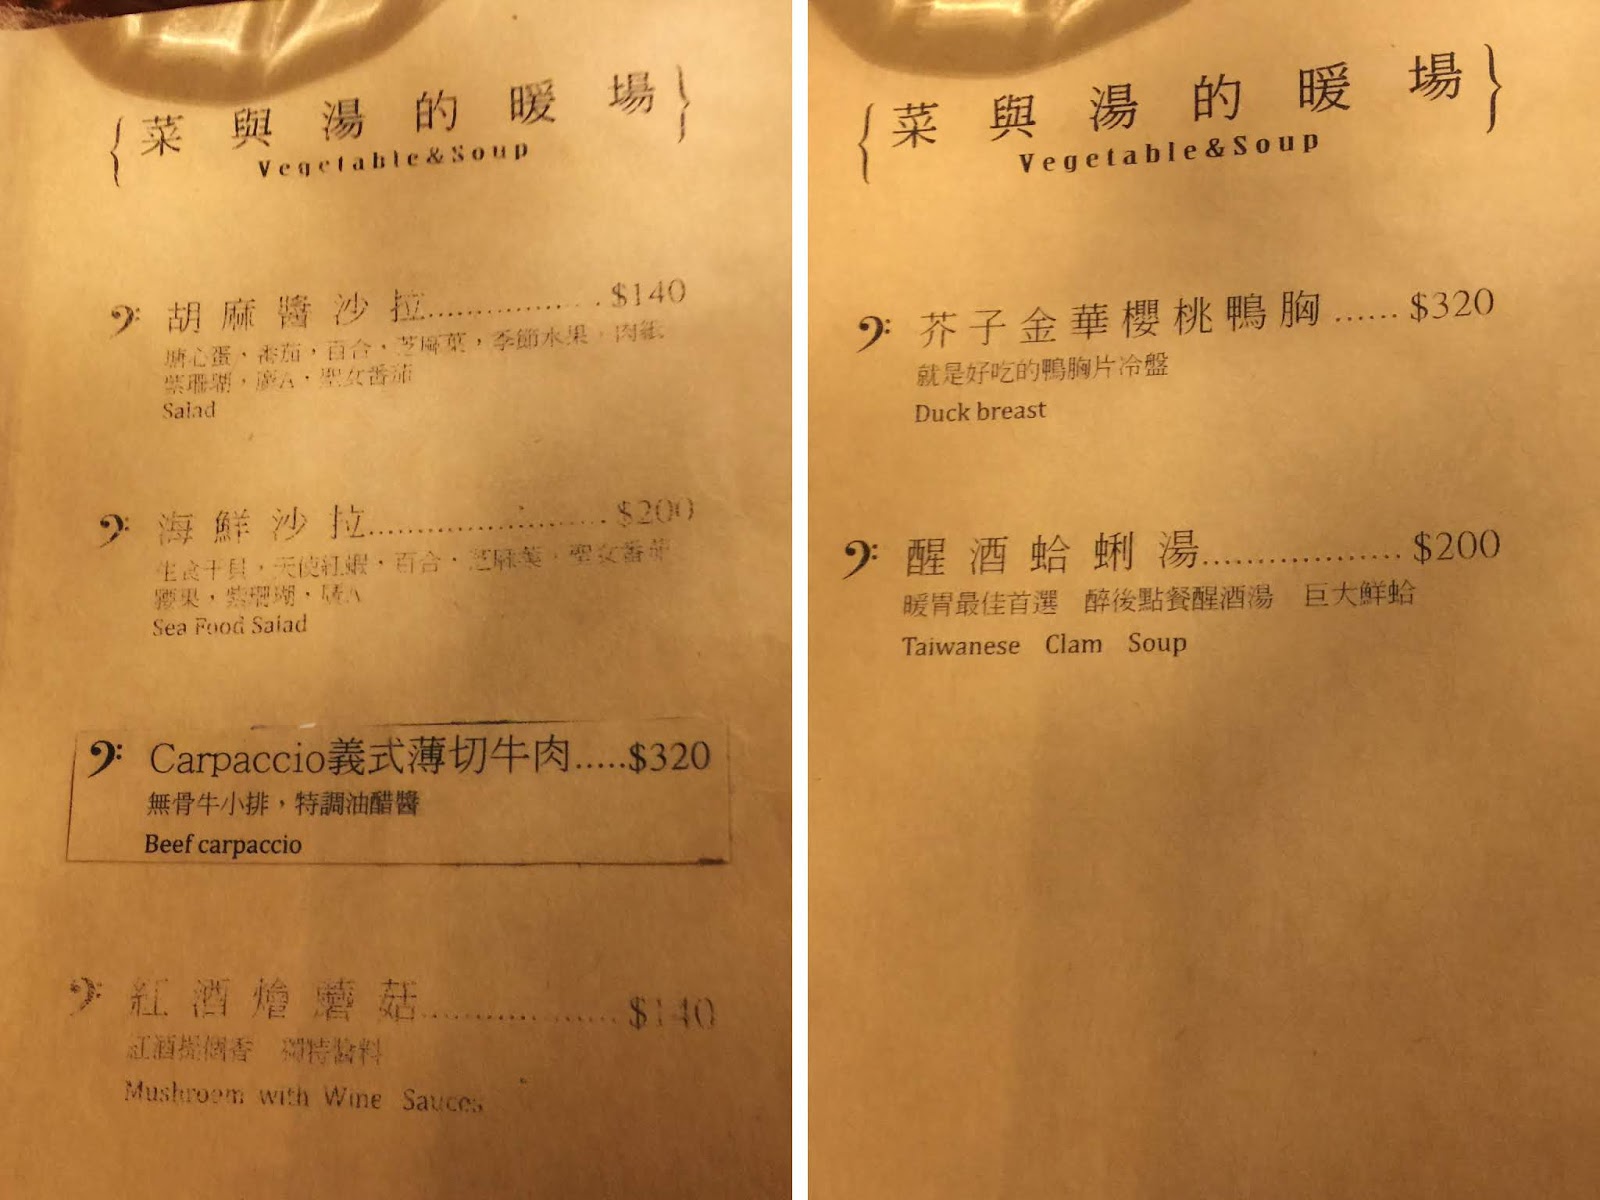 {菜與湯的暖場}
Vegetable&Soup
胡麻醬沙拉................$140
溏心蛋，番茄，百合，芝麻葉，季節水果，肉紙
紫珊瑚，廣A，聖女番茄
Salad
海鮮沙拉........................$200
生食干貝，天使紅蝦，百合，芝麻葉，聖女番茄
腰果，紫珊瑚，廣A
Sea Food Salad
Carpaccio義式薄切牛肉.....$320
無骨牛小排，特調油醋醬
Beef carpaccio
紅酒燴蘑菇..................$140
紅酒提個香 獨特醬料
Mushroom with Wine Sauces
{菜與湯的暖場}
Vegetable&Soup
芥子金華櫻桃鴨胸......$320
就是好吃的鴨胸片冷盤
Duck breast
醒酒蛤蜊湯...................$200
暖胃最佳首選 醉後點餐醒酒湯 巨大鮮蛤
Taiwanese Clam Soup